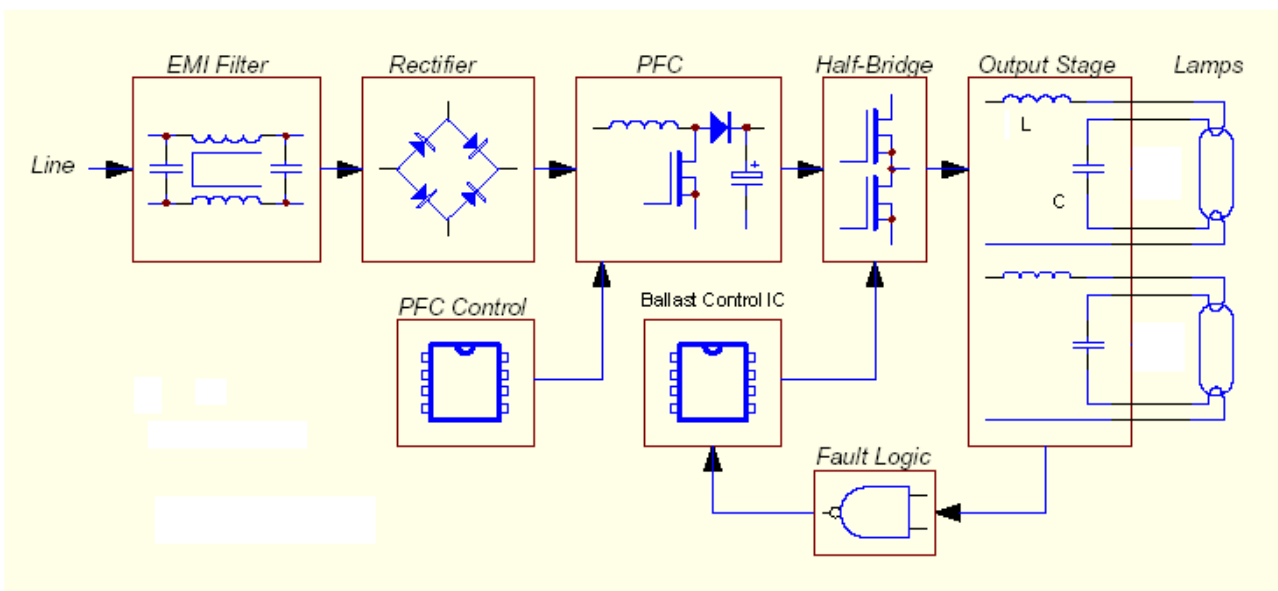 EMI Filter
Rectifier
PFC
Half-Bridge
Output Stage
Lamps
Line
L
C
+
PFC Control
Ballast Control IC
Fault Logic